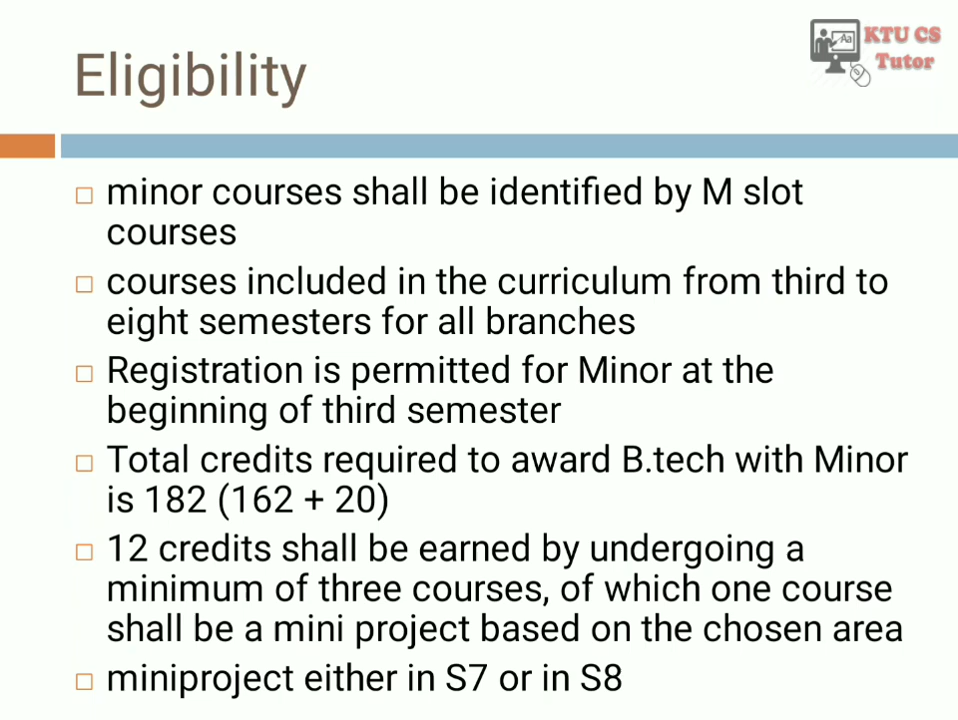 Eligibility
Aa
KTU CS
Tutor
minor courses shall be identified by M slot
courses
courses included in the curriculum from third to
eight semesters for all branches
Registration is permitted for Minor at the
beginning of third semester
Total credits required to award B.tech with Minor
is 182 (162 + 20)
12 credits shall be earned by undergoing a
minimum of three courses, of which one course
shall be a mini project based on the chosen area
miniproject either in S7 or in S8